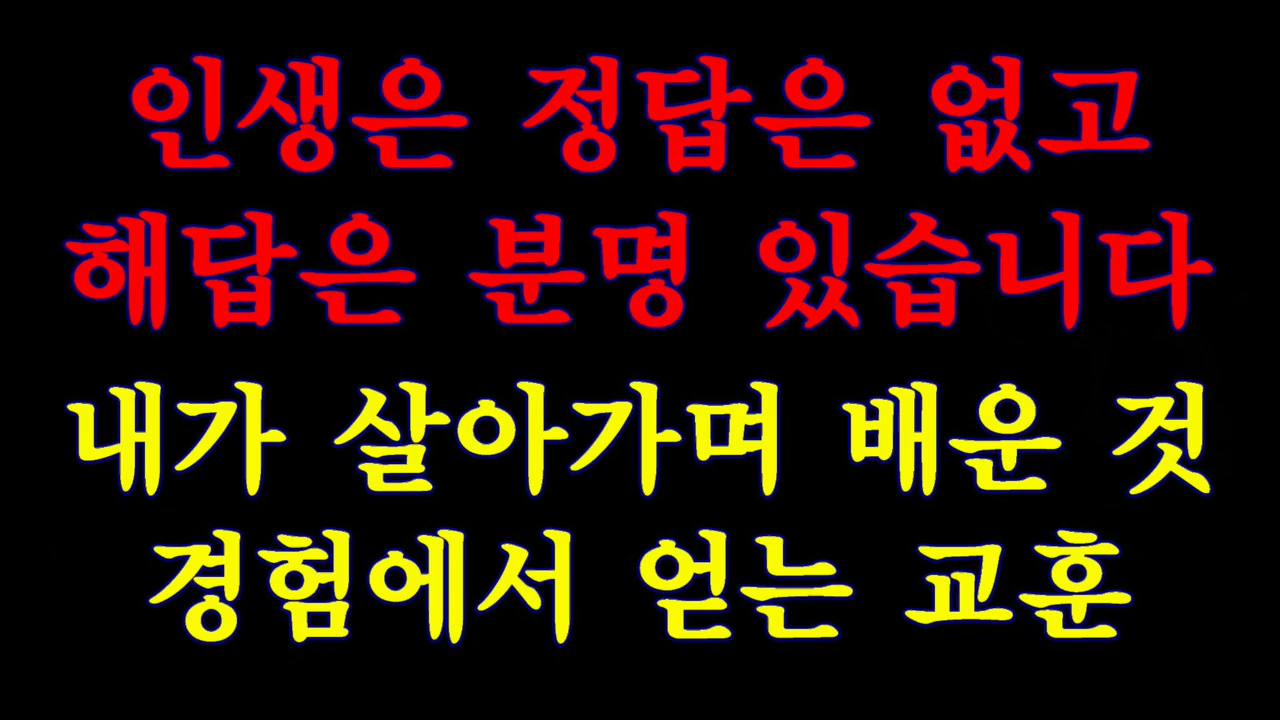 인생은 정답은 없고
해답은 분명 있습니다
내가 살아가며 배운 것
경험에서 얻는 교훈